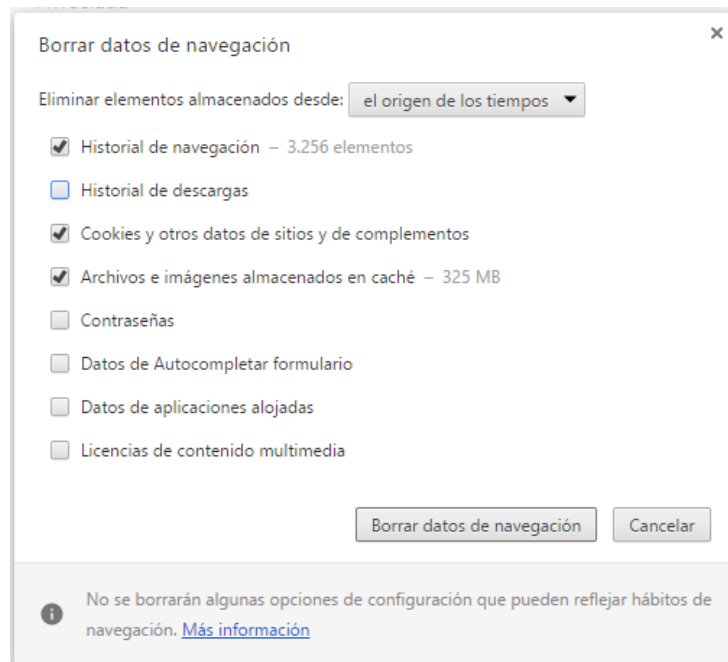 Borrar datos de navegación
Eliminar elementos almacenados desde: el origen de los tiempos
Historial de navegación – 3.256 elementos
Historial de descargas
Cookies y otros datos de sitios y de complementos
Archivos e imágenes almacenados en caché – 325 MB
Contraseñas
Datos de Autocompletar formulario
Datos de aplicaciones alojadas
Licencias de contenido multimedia
Borrar datos de navegación Cancelar
No se borrarán algunas opciones de configuración que pueden reflejar hábitos de
navegación. Más información